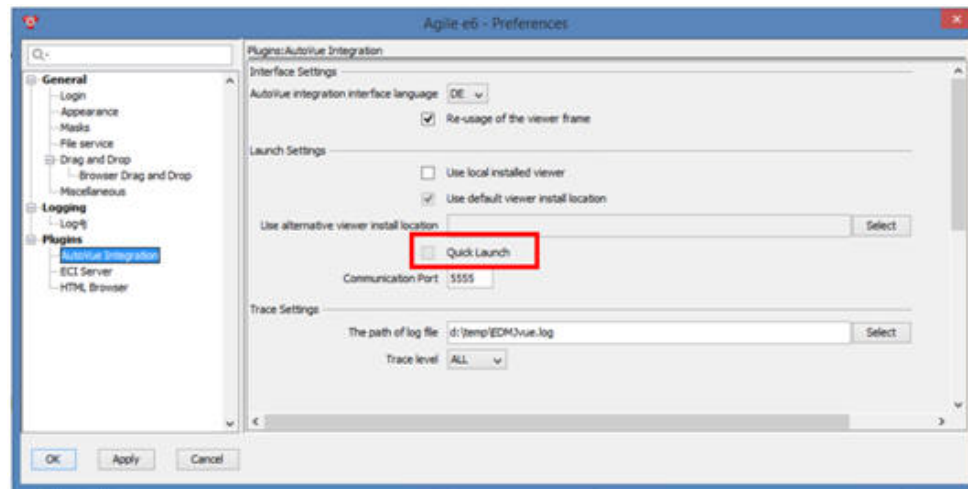 Agile e6 - Preferences
Plugins:AutoVue Integration
General
Login
Appearance
Masks
File service
Drag and Drop
Browser Drag and Drop
Miscellaneous
Logging
Log4j
Plugins
AutoVue Integration
ECI Server
HTML Browser
Interface Settings
AutoVue integration interface language DE
Re-usage of the viewer frame
Launch Settings
Use local installed viewer
Use default viewer install location
Use alternative viewer install location Select
Quick Launch
Communication Port 5555
Trace Settings
The path of log file d:\temp\EDMJvue.log Select
Trace level ALL
OK Apply Cancel